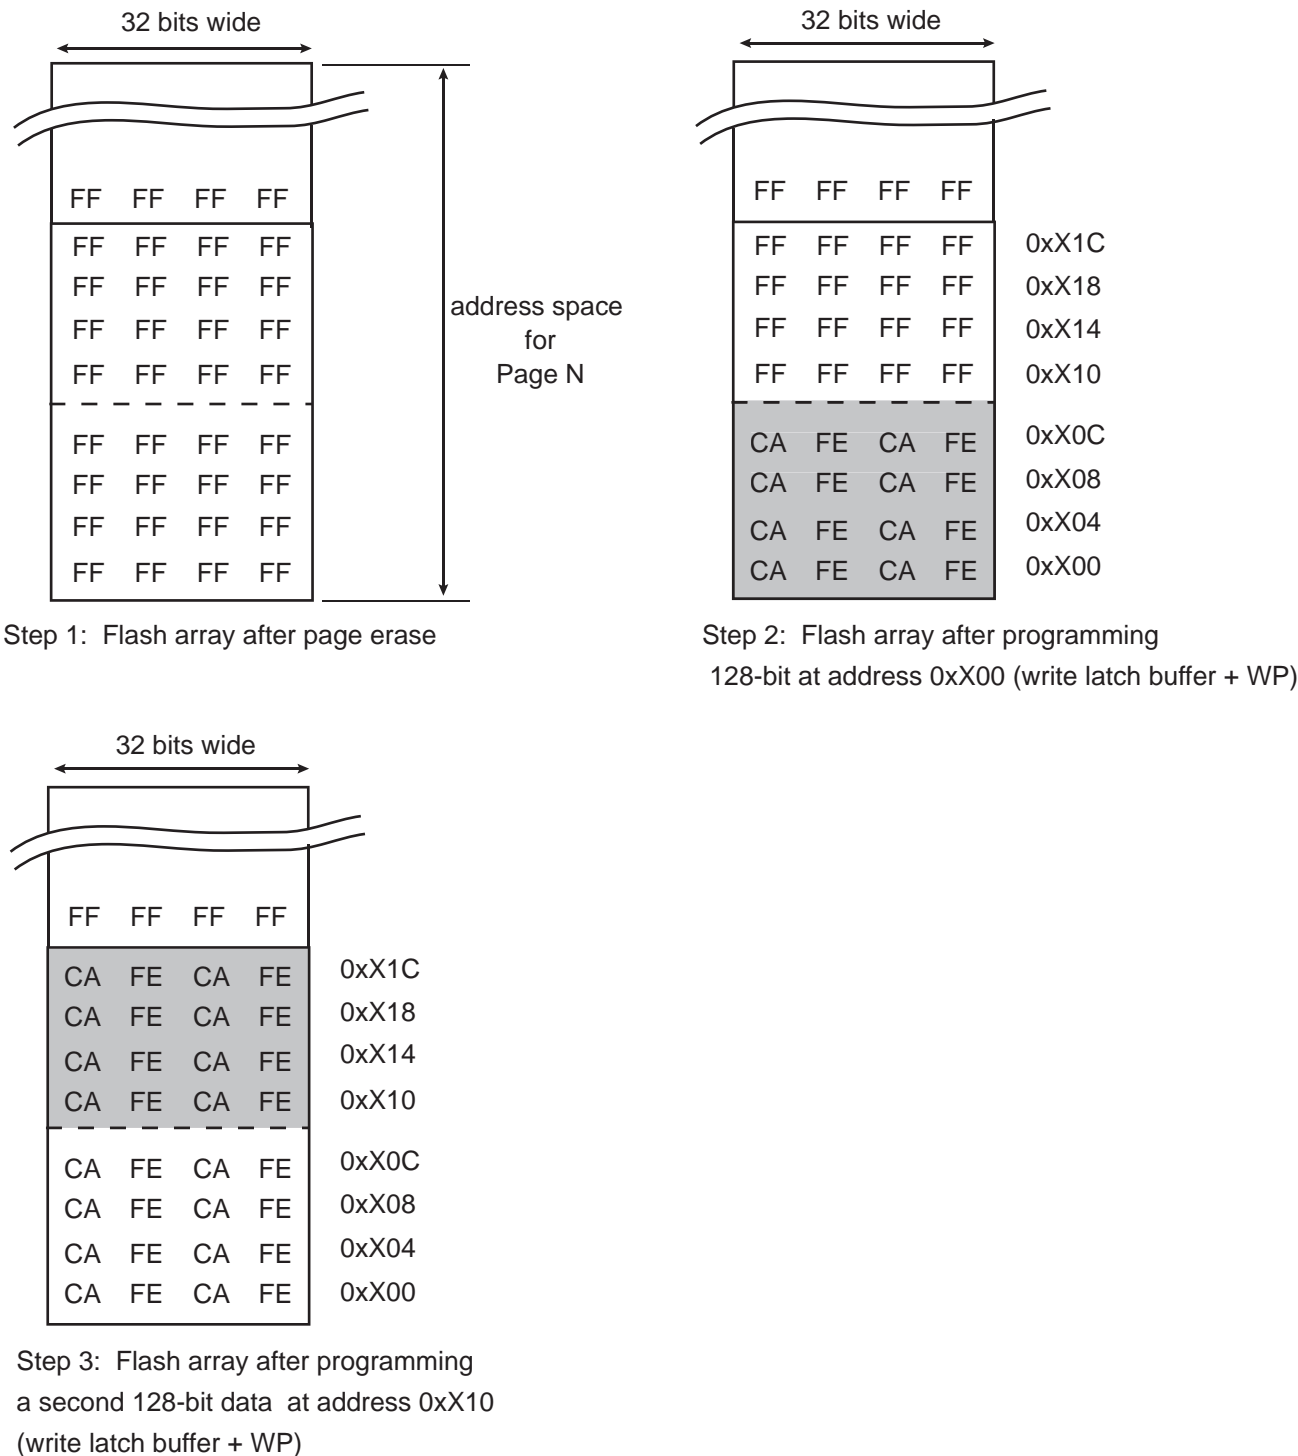 32 bits wide
FF FF FF FF
FF FF FF FF
FF FF FF FF
FF FF FF FF
FF FF FF FF
FF FF FF FF
FF FF FF FF
FF FF FF FF
FF FF FF FF
address space
for
Page N
Step 1: Flash array after page erase
32 bits wide
FF FF FF FF
FF FF FF FF 0xX1C
FF FF FF FF 0xX18
FF FF FF FF 0xX14
FF FF FF FF 0xX10
CA FE CA FE 0xX0C
CA FE CA FE 0xX08
CA FE CA FE 0xX04
CA FE CA FE 0xX00
Step 2: Flash array after programming
128-bit at address 0xX00 (write latch buffer + WP)
32 bits wide
FF FF FF FF
CA FE CA FE 0xX1C
CA FE CA FE 0xX18
CA FE CA FE 0xX14
CA FE CA FE 0xX10
CA FE CA FE 0xX0C
CA FE CA FE 0xX08
CA FE CA FE 0xX04
CA FE CA FE 0xX00
Step 3: Flash array after programming
a second 128-bit data at address 0xX10
(write latch buffer + WP)